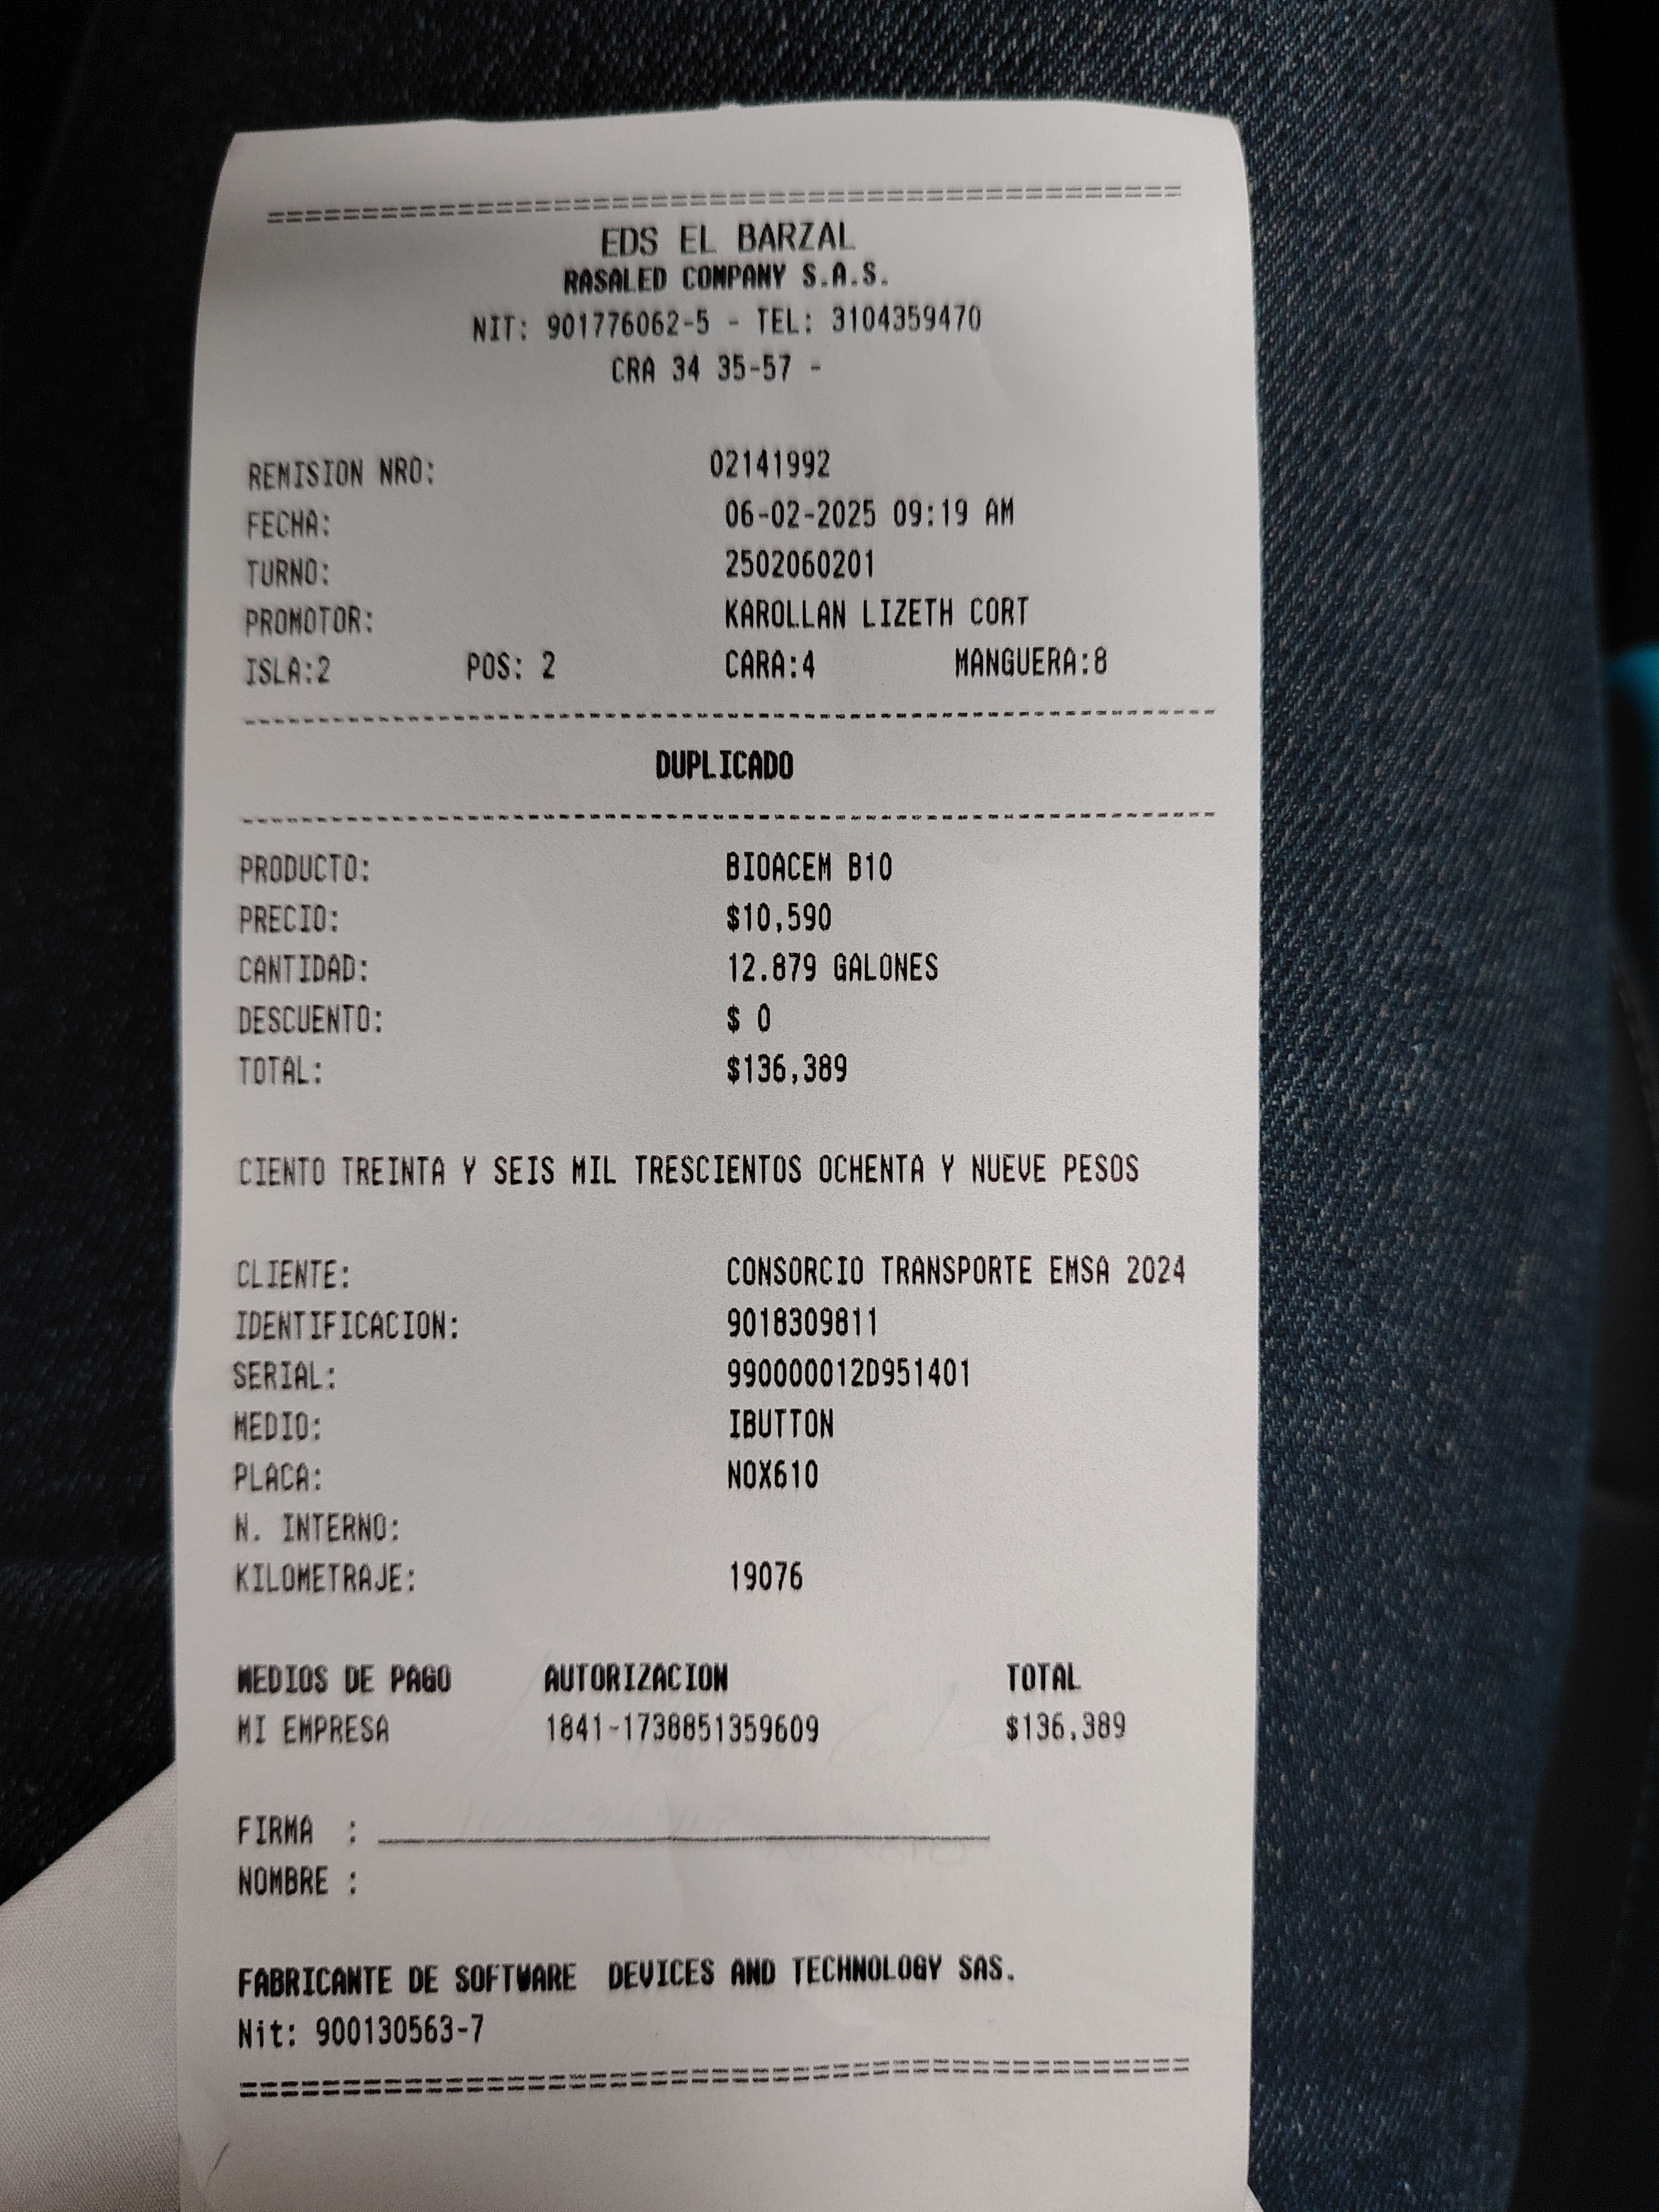 ==================================================
EDS EL BARZAL
RASALED COMPANY S.A.S.
NIT: 901776062-5 - TEL: 3104359470
CRA 34 35-57 -
REMISION NRO: 02141992
FECHA: 06-02-2025 09:19 AM
TURNO: 2502060201
PROMOTOR: KAROLLAN LIZETH CORT
ISLA:2 POS: 2 CARA:4 MANGUERA:8
DUPLICADO
PRODUCTO: BIOACEM B10
PRECIO: $10,590
CANTIDAD: 12.879 GALONES
DESCUENTO: $ 0
TOTAL: $136,389
CIENTO TREINTA Y SEIS MIL TRESCIENTOS OCHENTA Y NUEVE PESOS
CLIENTE: CONSORCIO TRANSPORTE EMSA 2024
IDENTIFICACION: 9018309811
SERIAL: 990000012D951401
MEDIO: IBUTTON
PLACA: NOX610
N. INTERNO:
KILOMETRAJE: 19076
MEDIOS DE PAGO AUTORIZACION TOTAL
MI EMPRESA 1841-1738851359609 $136,389
FIRMA :
NOMBRE :
FABRICANTE DE SOFTWARE DEVICES AND TECHNOLOGY SAS.
Nit: 900130563-7
==================================================